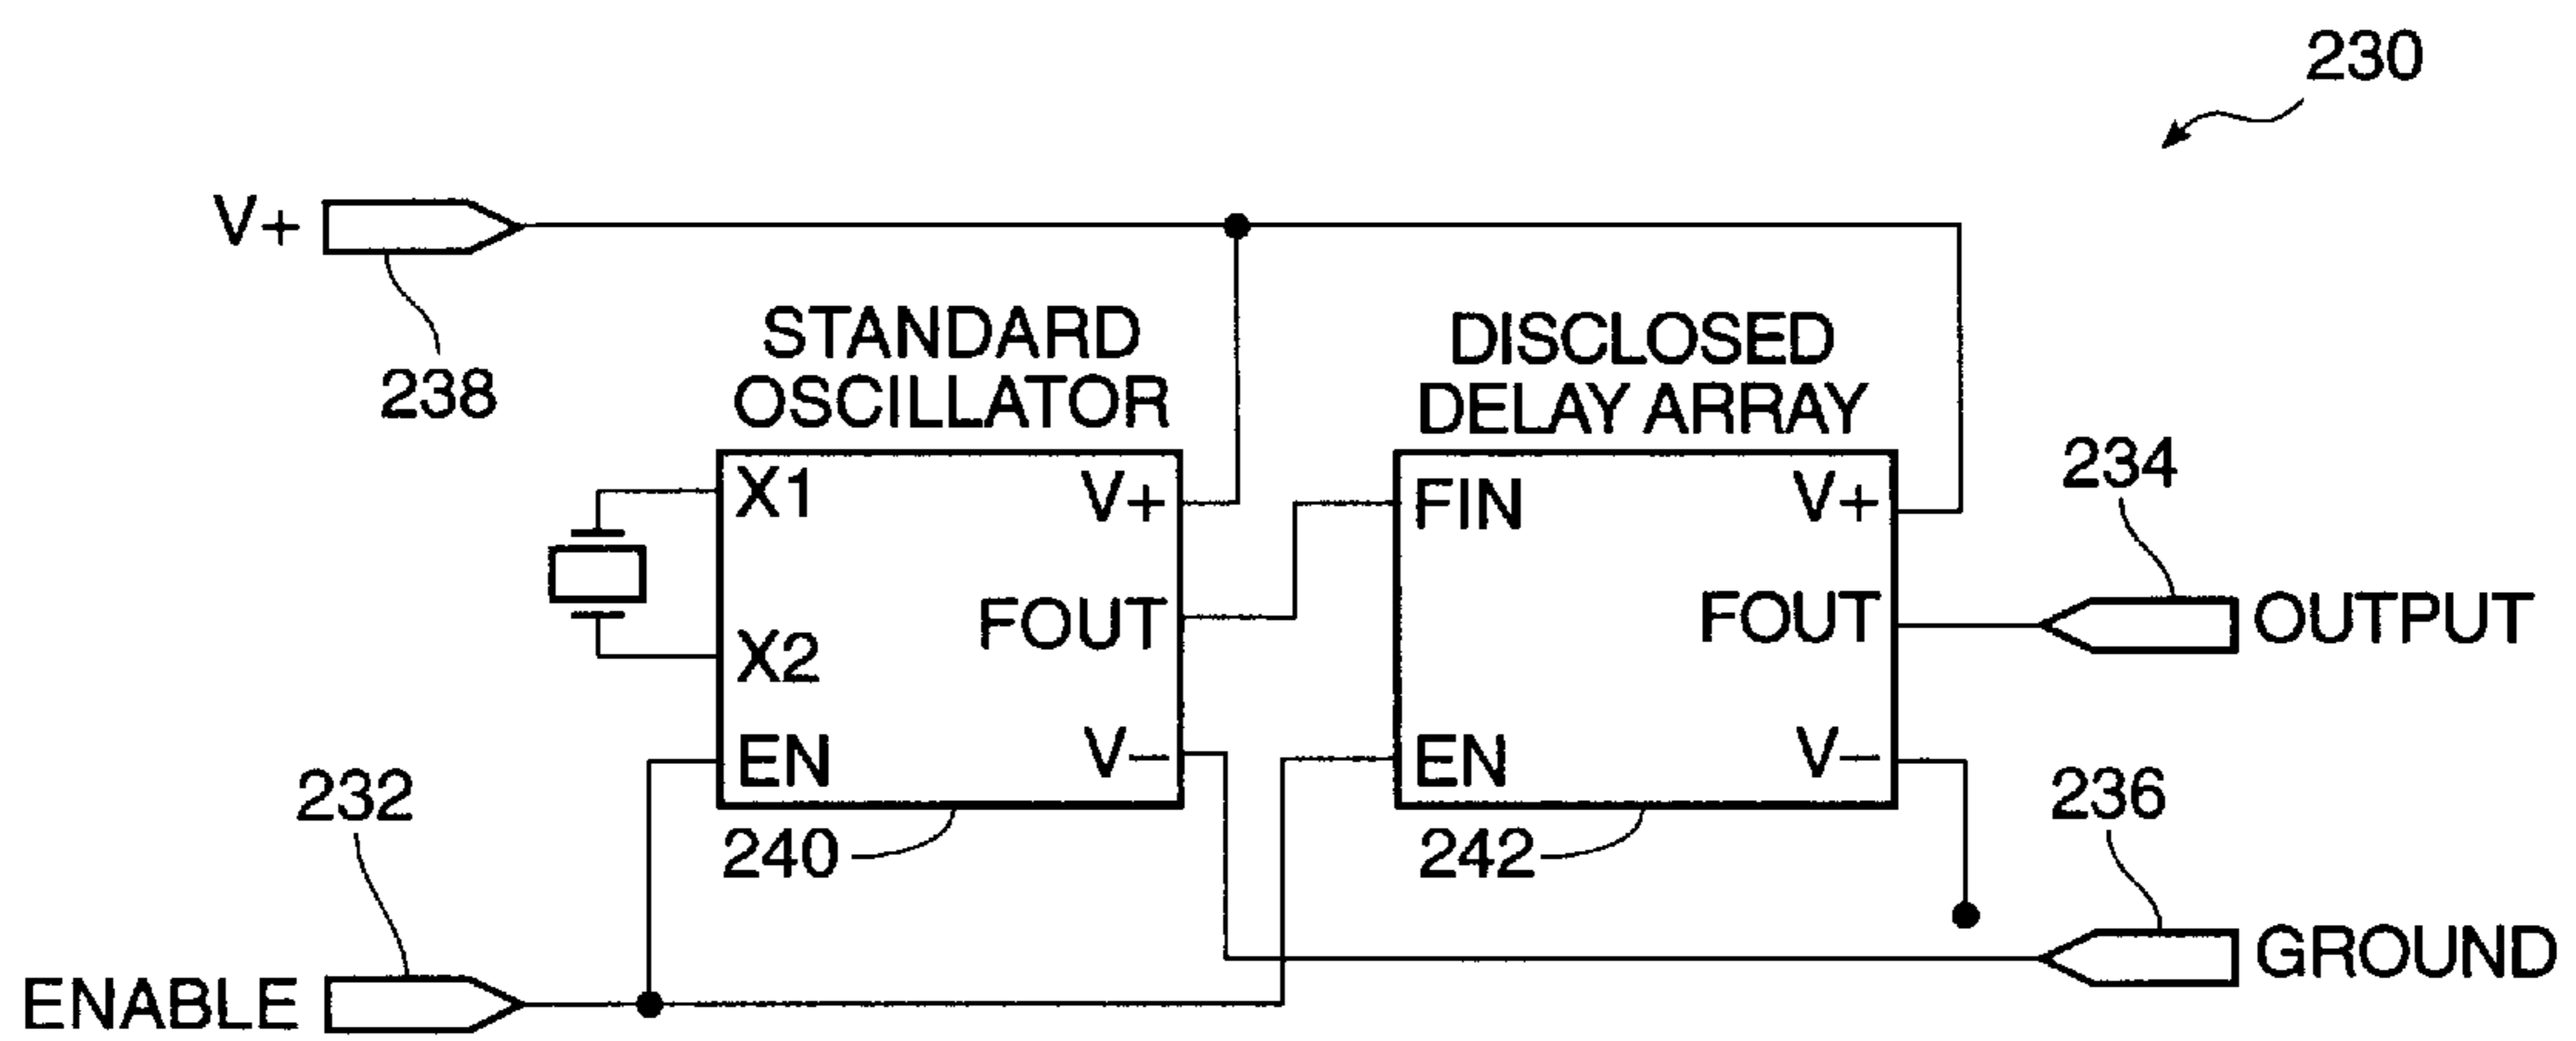 230
V+
238
STANDARD
OSCILLATOR
DISCLOSED
DELAY ARRAY
X1
V+
FOUT
X2
EN
V−
240
FIN
V+
FOUT
EN
V−
242
234
OUTPUT
232
ENABLE
236
GROUND